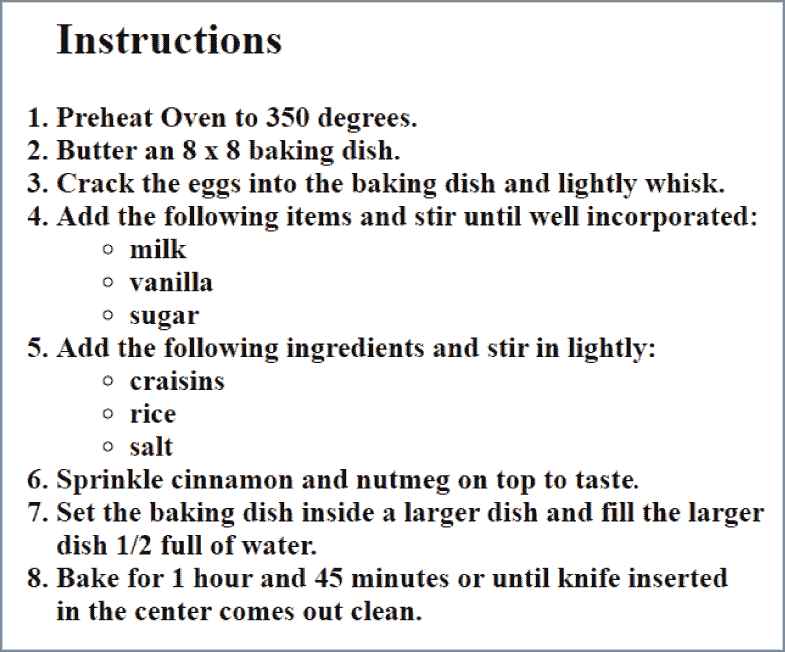 Instructions
1. Preheat Oven to 350 degrees.
2. Butter an 8 x 8 baking dish.
3. Crack the eggs into the baking dish and lightly whisk.
4. Add the following items and stir until well incorporated:
○ milk
○ vanilla
○ sugar
5. Add the following ingredients and stir in lightly:
○ craisins
○ rice
○ salt
6. Sprinkle cinnamon and nutmeg on top to taste.
7. Set the baking dish inside a larger dish and fill the larger
dish 1/2 full of water.
8. Bake for 1 hour and 45 minutes or until knife inserted
in the center comes out clean.